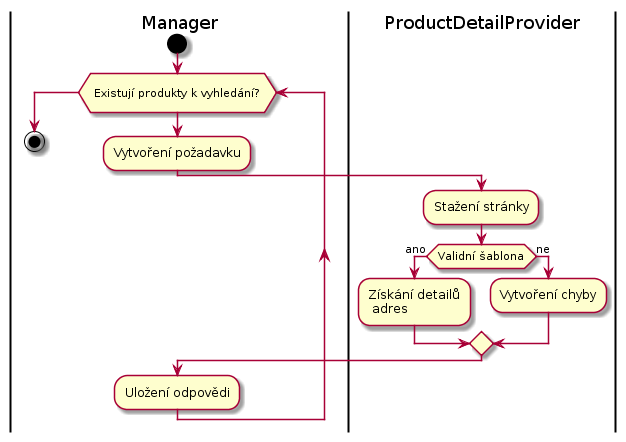 Manager
ProductDetailProvider
Existují produkty k vyhledání?
Vytvoření požadavku
Stažení stránky
ano
Validní šablona
ne
Získání detailů
adres
Vytvoření chyby
Uložení odpovědi